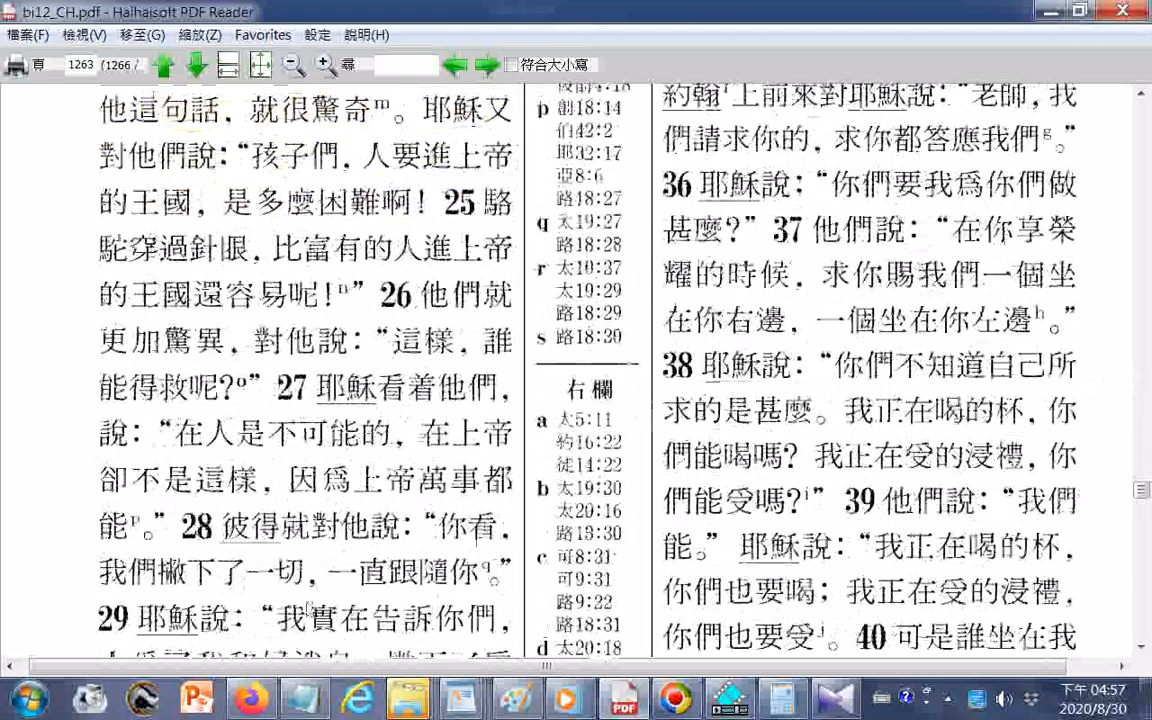 bi12_CH.pdf - Haihaisoft PDF Reader
檔案(F) 檢視(V) 移至(G) 縮放(Z) Favorites 設定 說明(H)
頁 1263 (1266 / 尋 符合大小寫
他這句話，就很驚奇ᵐ。耶穌又
對他們說：“孩子們，人要進上帝
的王國，是多麼困難啊！25 駱
駝穿過針眼，比富有的人進上帝
的王國還容易呢！ⁿ” 26 他們就
更加驚異，對他說：“這樣，誰
能得救呢？ᵒ” 27 耶穌看着他們，
說：“在人是不可能的，在上帝
卻不是這樣，因爲上帝萬事都
能ᵖ。” 28 彼得就對他說：“你看，
我們撇下了一切，一直跟隨你q。”
29 耶穌說：“我實在告訴你們，
p 創18:14
伯42:2
耶32:17
亞8:6
路18:27
q 太19:27
路18:28
r 太10:37
太19:29
路18:29
s 路18:30
右欄
a 太5:11
約16:22
徒14:22
b 太19:30
太20:16
路13:30
c 可8:31
可9:31
路9:22
路18:31
d 太20:18
約翰ᶠ上前來對耶穌說：“老師，我
們請求你的，求你都答應我們ᵍ。”
36 耶穌說：“你們要我爲你們做
甚麼？” 37 他們說：“在你享榮
耀的時候，求你賜我們一個坐
在你右邊，一個坐在你左邊ʰ。”
38 耶穌說：“你們不知道自己所
求的是甚麼。我正在喝的杯，你
們能喝嗎？我正在受的浸禮，你
們能受嗎？ⁱ” 39 他們說：“我們
能。” 耶穌說：“我正在喝的杯，
你們也要喝；我正在受的浸禮，
你們也要受ʲ。40 可是誰坐在我
下午 04:57
2020/8/30